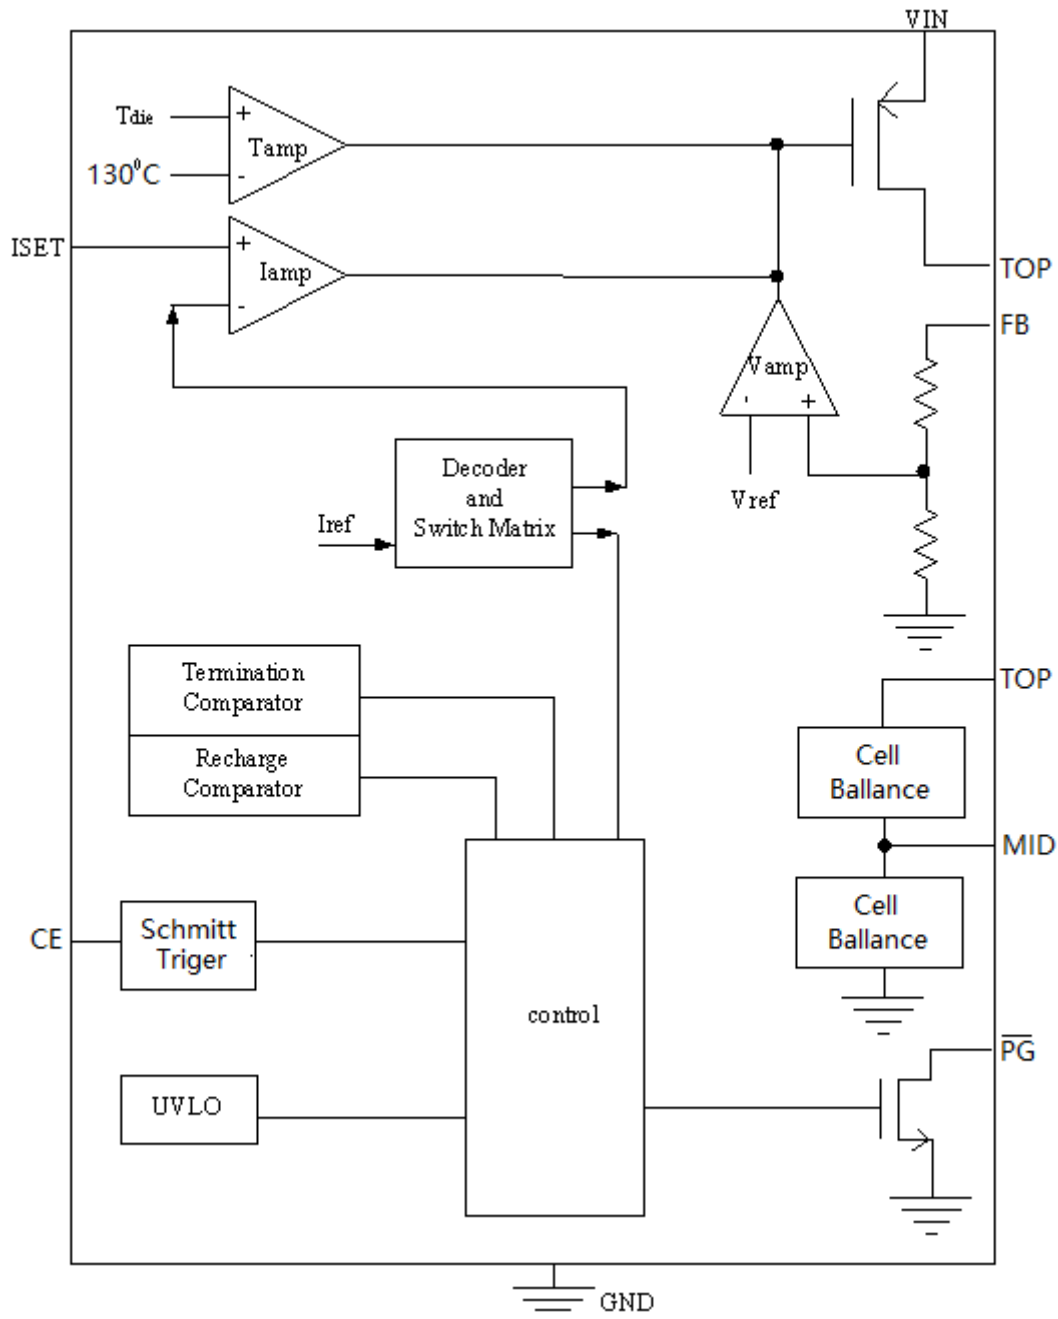 VIN
Tdie
+
Tamp
130⁰C
-
ISET
+
Iamp
-
TOP
FB
Vamp
-
+
Vref
Decoder
and
Switch Matrix
Iref
Termination
Comparator
Recharge
Comparator
TOP
Cell
Ballance
MID
Cell
Ballance
CE
Schmitt
Triger
control
PG
UVLO
GND